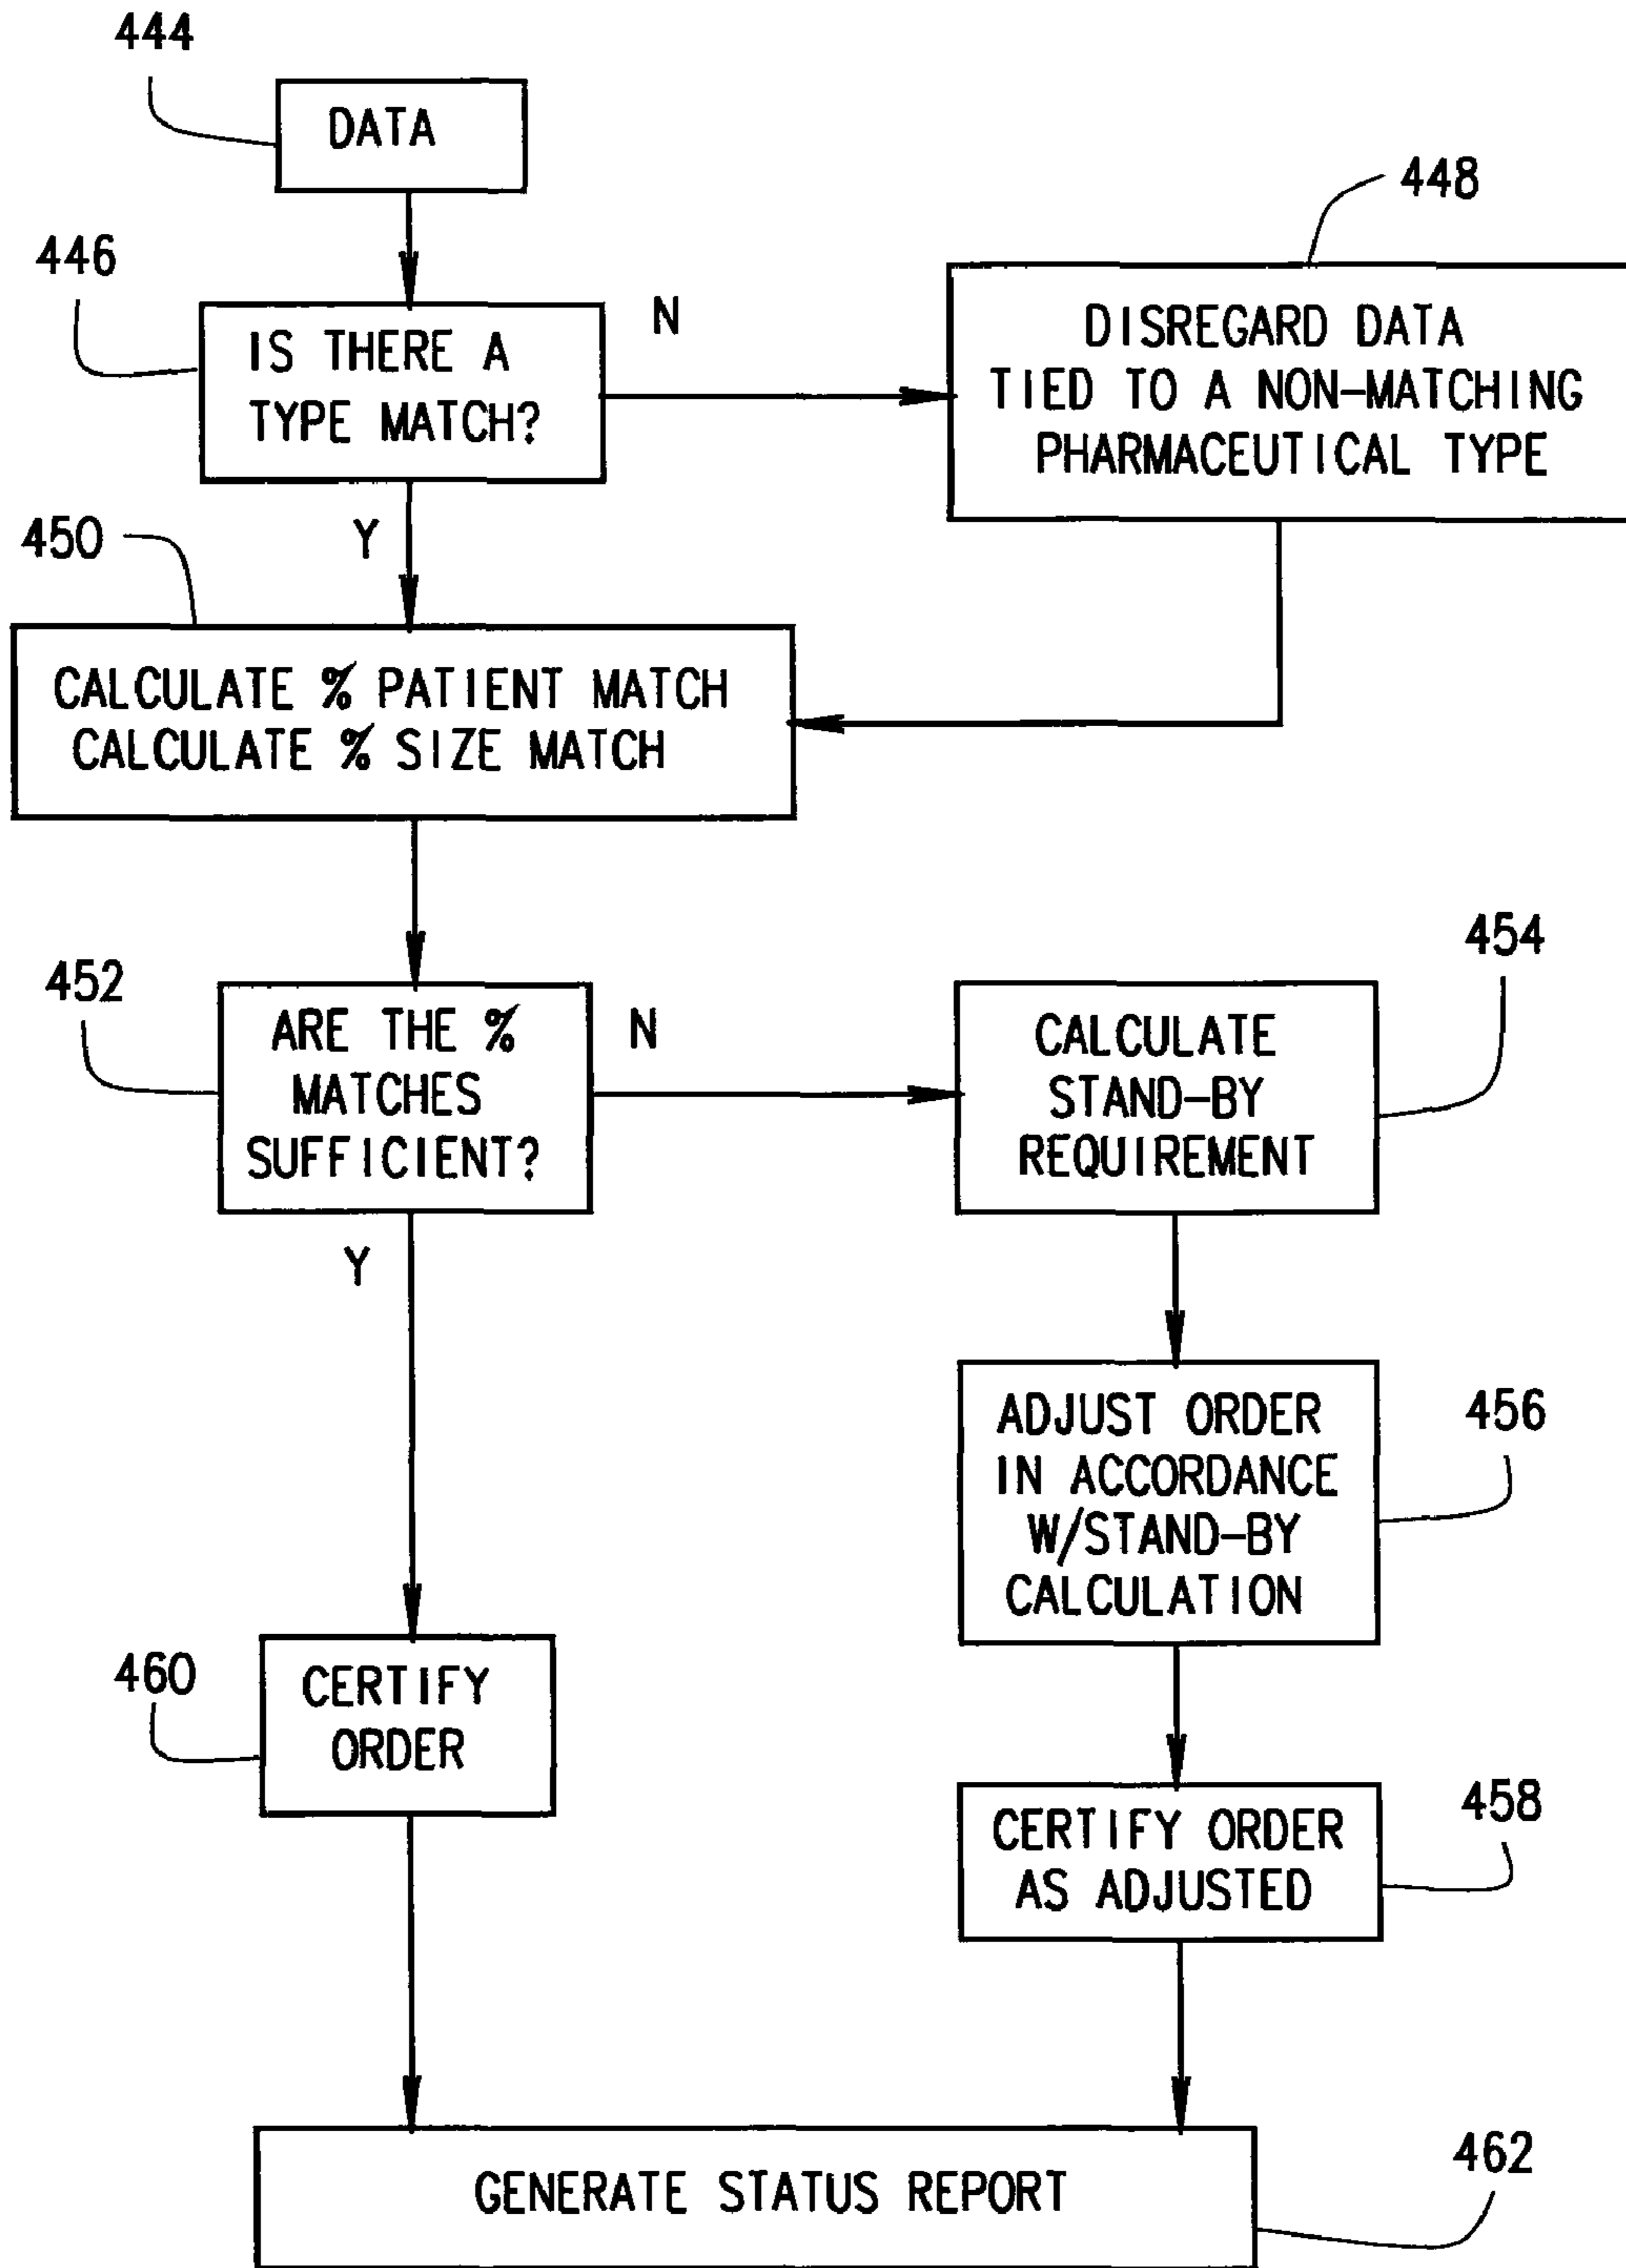 444
DATA
446
IS THERE A
TYPE MATCH?
N
448
DISREGARD DATA
TIED TO A NON-MATCHING
PHARMACEUTICAL TYPE
Y
450
CALCULATE % PATIENT MATCH
CALCULATE % SIZE MATCH
452
ARE THE %
MATCHES
SUFFICIENT?
N
454
CALCULATE
STAND-BY
REQUIREMENT
Y
456
ADJUST ORDER
IN ACCORDANCE
W/STAND-BY
CALCULATION
460
CERTIFY
ORDER
458
CERTIFY ORDER
AS ADJUSTED
462
GENERATE STATUS REPORT